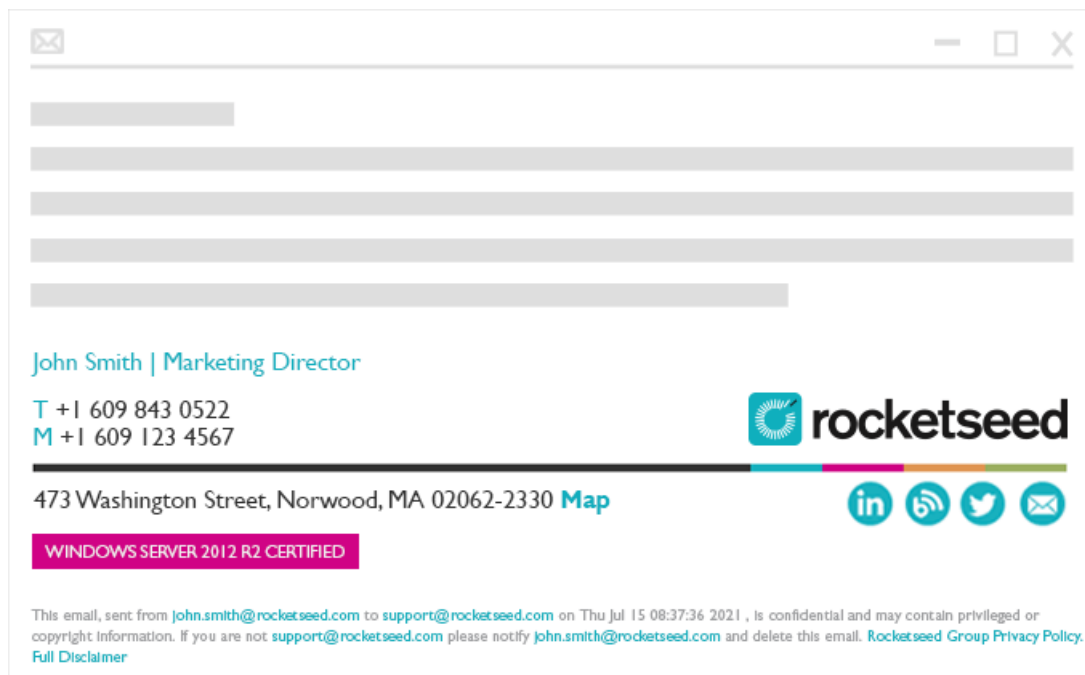 John Smith | Marketing Director
T +1 609 843 0522
M +1 609 123 4567
rocketseed
473 Washington Street, Norwood, MA 02062-2330 Map
in
WINDOWS SERVER 2012 R2 CERTIFIED
This email, sent from john.smith@rocketseed.com to support@rocketseed.com on Thu Jul 15 08:37:36 2021 , is confidential and may contain privileged or
copyright information. If you are not support@rocketseed.com please notify john.smith@rocketseed.com and delete this email. Rocketseed Group Privacy Policy.
Full Disclaimer